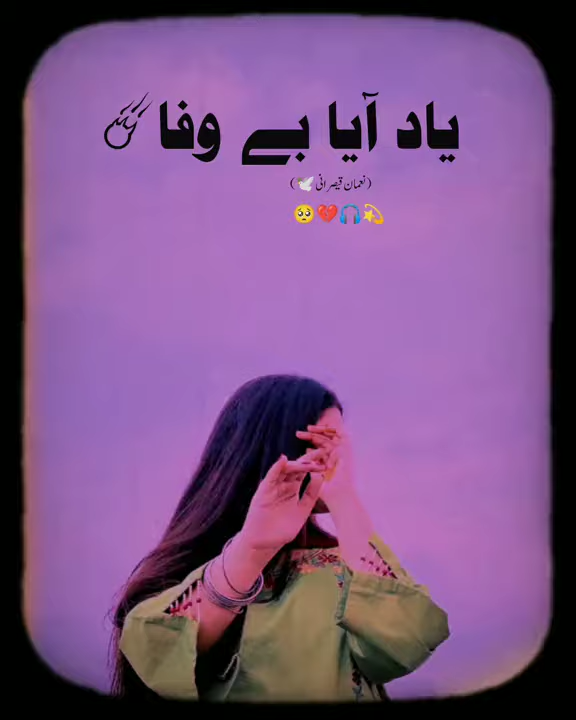 یاد آیا بے وفا
(نعمان قیصرانی 🕊️)
🥺💔🎧💫